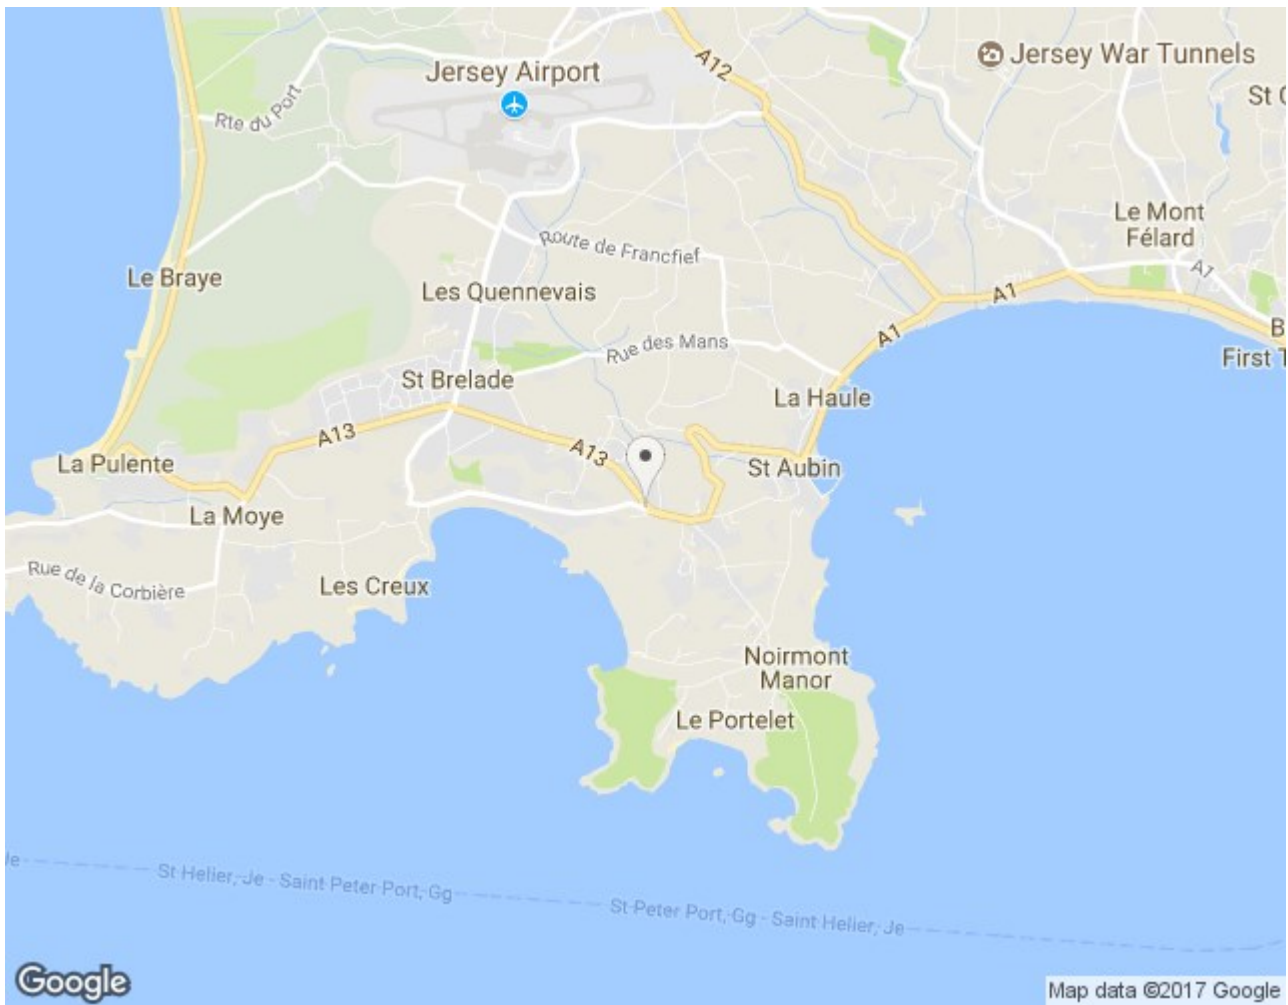 A12
Jersey War Tunnels
Jersey Airport
St C
Rte du Port
Le Mont
Félard
Route de Francfief
A1
Le Braye
Les Quennevais
A1
A1
B
Rue des Mans
First T
St Brelade
La Haule
A13
A13
La Pulente
St Aubin
La Moye
Rue de la Corbière
Les Creux
Noirmont
Manor
Le Portelet
Je
St Helier, Je - Saint Peter Port, Gg
St Peter Port, Gg - Saint Helier, Je
Google
Map data ©2017 Google